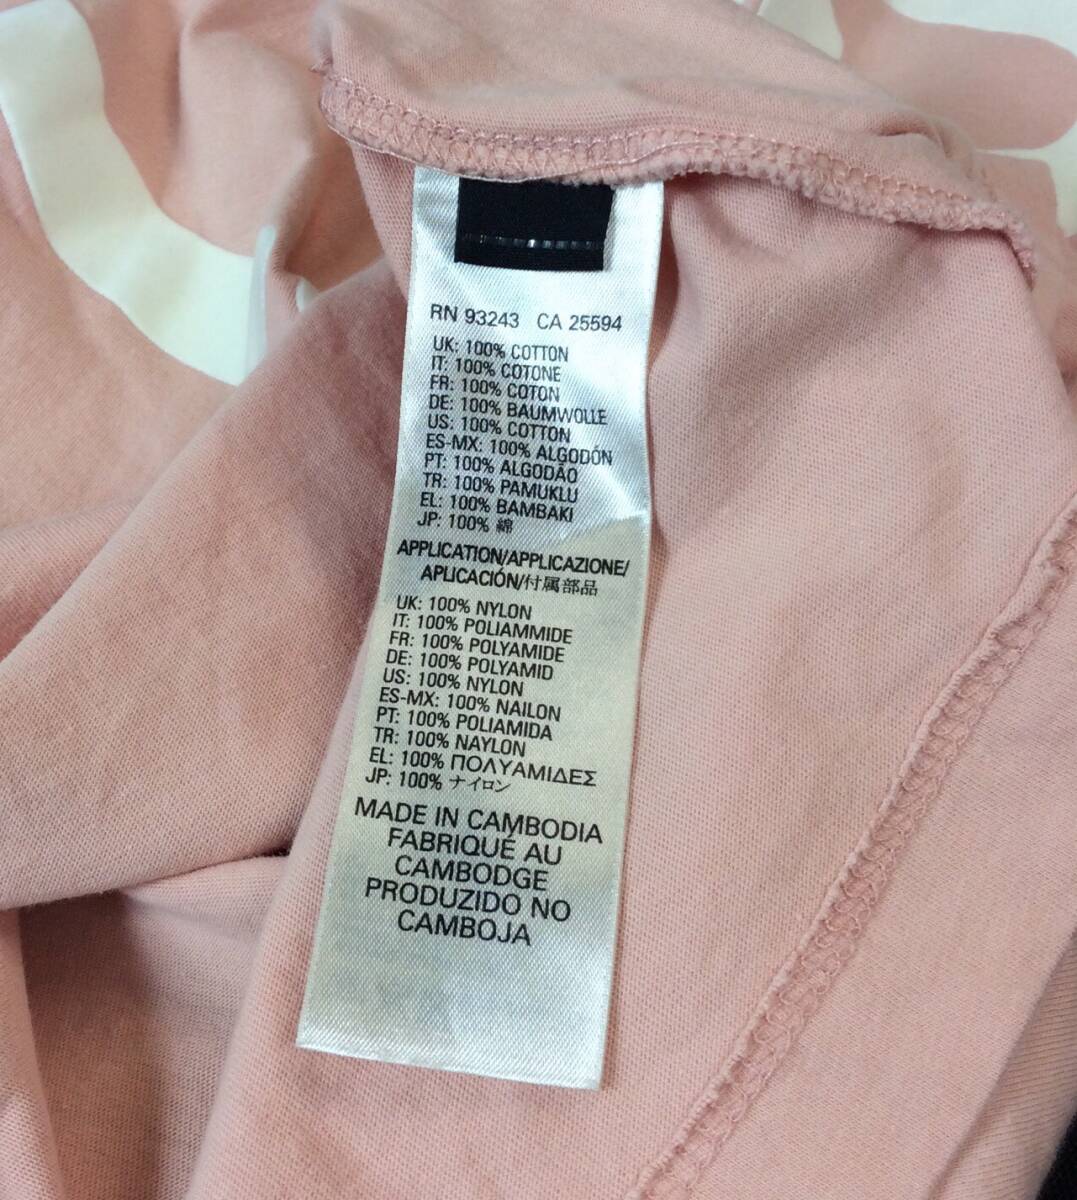 RN 93243 CA 25594
UK: 100% COTTON
IT: 100% COTONE
FR: 100% COTON
DE: 100% BAUMWOLLE
US: 100% COTTON
ES-MX: 100% ALGODÓN
PT: 100% ALGODÃO
TR: 100% PAMUKLU
EL: 100% BAMBAKI
JP: 100% 綿
APPLICATION/APPLICAZIONE/
APLICACIÓN/付属部品
UK: 100% NYLON
IT: 100% POLIAMMIDE
FR: 100% POLYAMIDE
DE: 100% POLYAMID
US: 100% NYLON
ES-MX: 100% NAILON
PT: 100% POLIAMIDA
TR: 100% NAYLON
EL: 100% ΠΟΛΥΑΜΙΔΕΣ
JP: 100% ナイロン
MADE IN CAMBODIA
FABRIQUÉ AU
CAMBODGE
PRODUZIDO NO
CAMBOJA